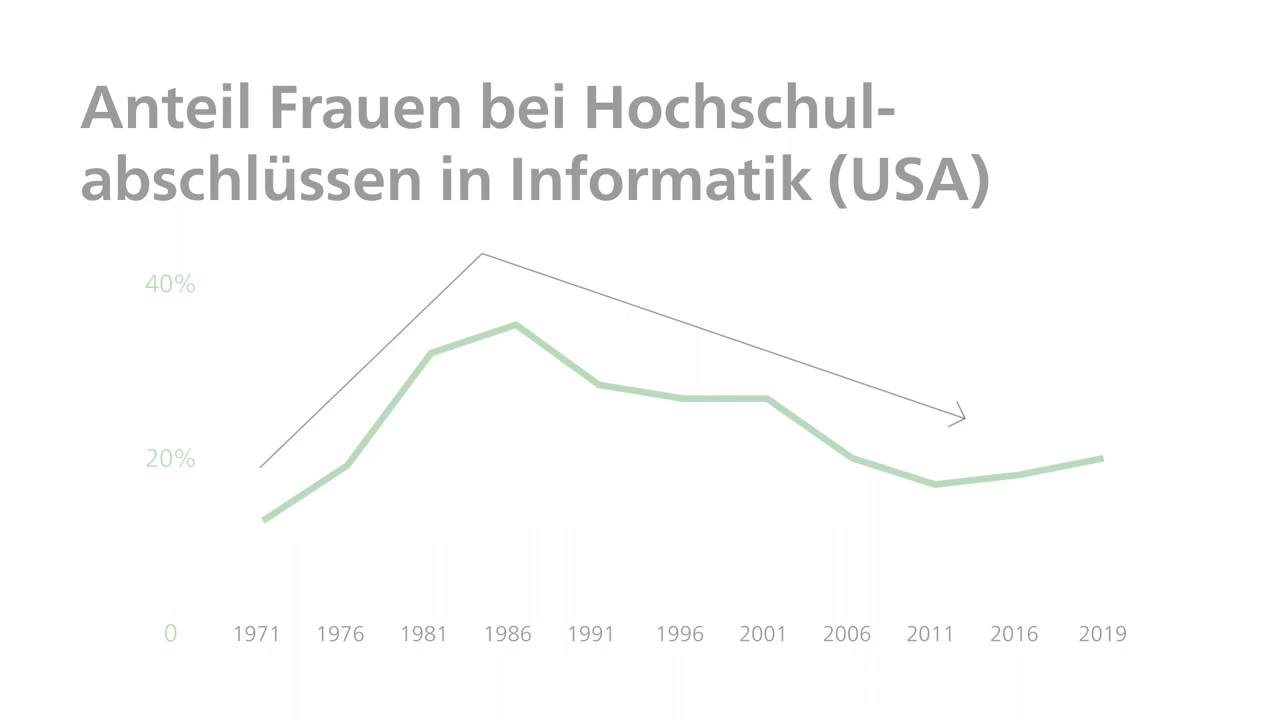 Anteil Frauen bei Hochschul-
abschlüssen in Informatik (USA)
40%
20%
0
1971 1976 1981 1986 1991 1996 2001 2006 2011 2016 2019